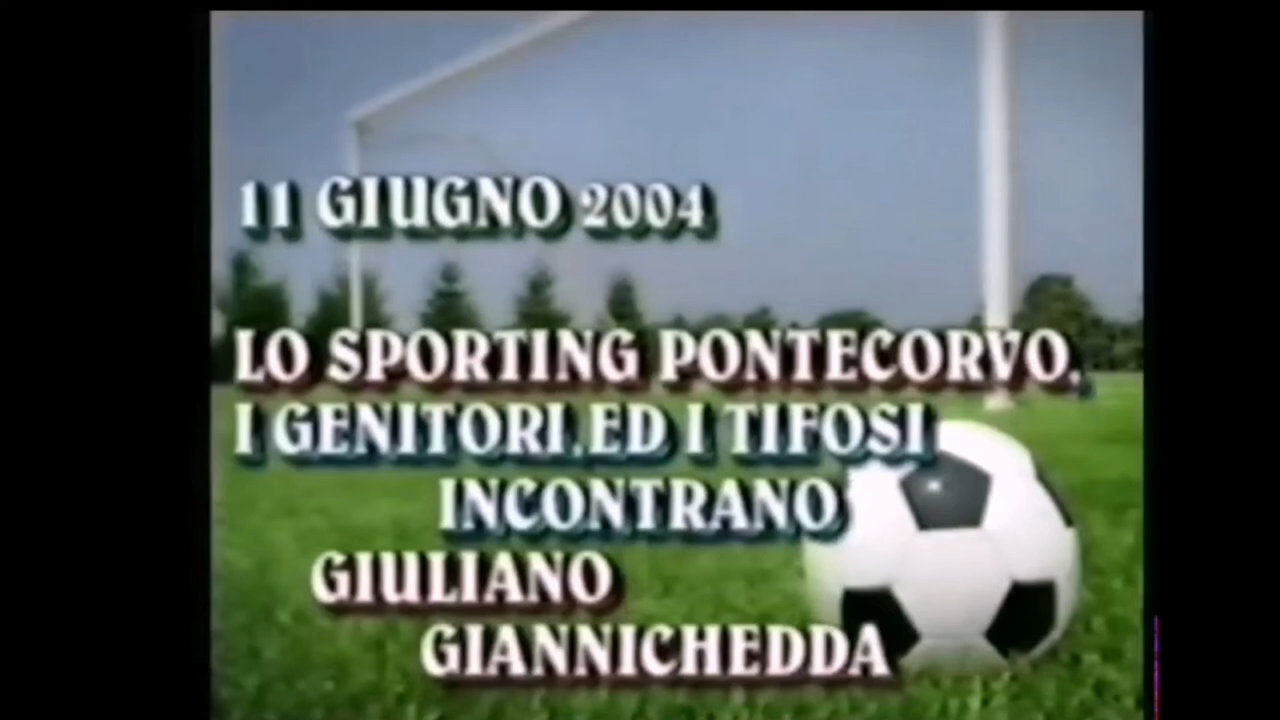 11 GIUGNO 2004
LO SPORTING PONTECORVO,
I GENITORI,ED I TIFOSI
INCONTRANO
GIULIANO
GIANNICHEDDA